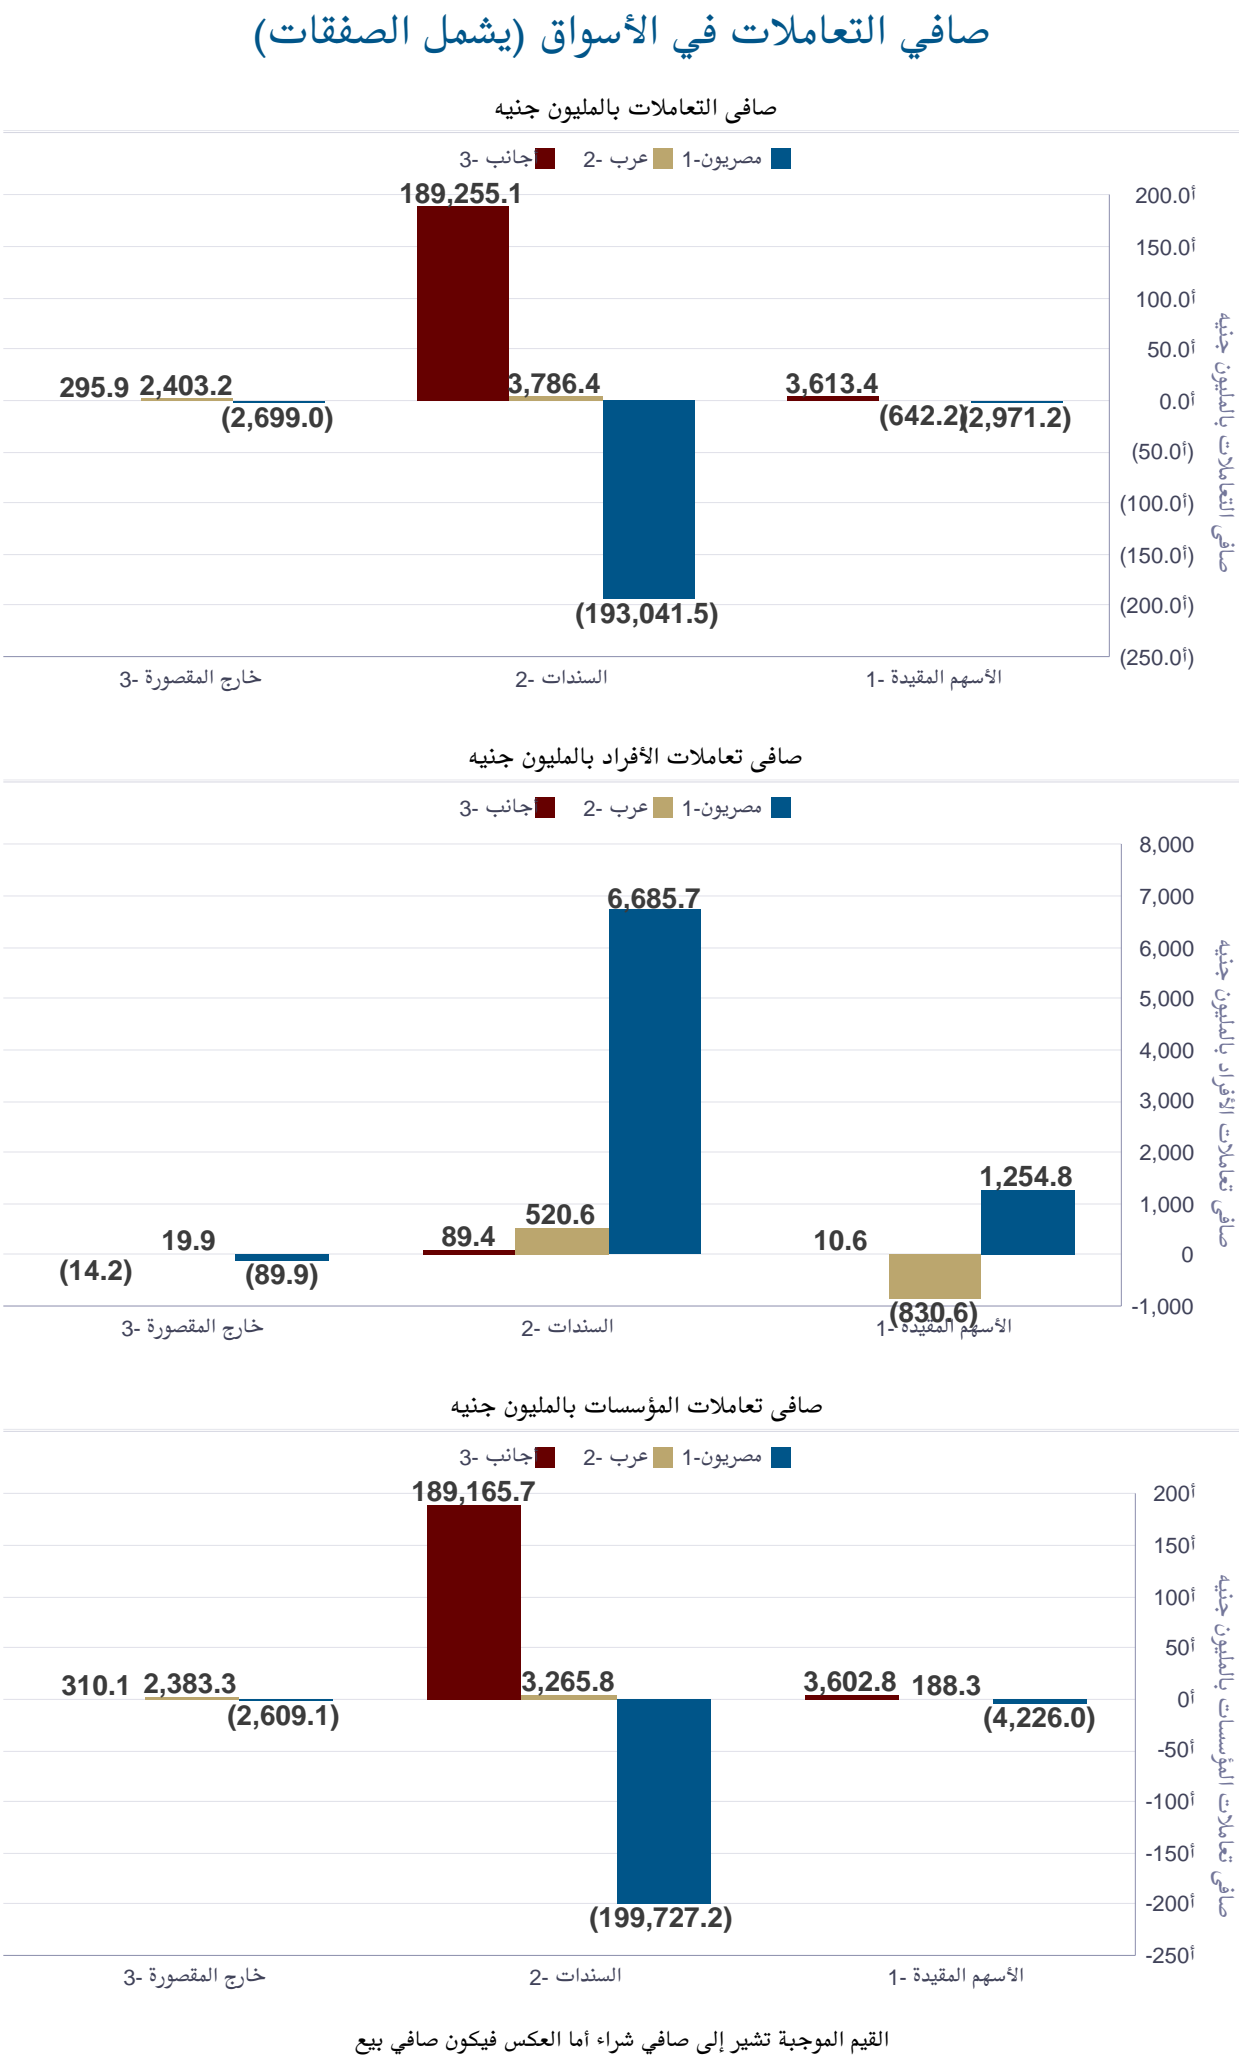 صافي التعاملات في الأسواق (يشمل الصفقات)
صافى التعاملات بالمليون جنيه
مصريون-1 عرب -2 أجانب -3
200.0أ
150.0أ
100.0أ
50.0أ
0.0أ
(50.0أ)
(100.0أ)
(150.0أ)
(200.0أ)
(250.0أ)
صافى التعاملات بالمليون جنيه
(2,971.2) (642.2) 3,613.4
(193,041.5) 3,786.4 189,255.1
(2,699.0) 2,403.2 295.9
الأسهم المقيدة -1 السندات -2 خارج المقصورة -3
صافى تعاملات الأفراد بالمليون جنيه
مصريون-1 عرب -2 أجانب -3
8,000
7,000
6,000
5,000
4,000
3,000
2,000
1,000
0
-1,000
صافى تعاملات الأفراد بالمليون جنيه
1,254.8 (830.6) 10.6
6,685.7 520.6 89.4
(89.9) 19.9 (14.2)
الأسهم المقيدة -1 السندات -2 خارج المقصورة -3
صافى تعاملات المؤسسات بالمليون جنيه
مصريون-1 عرب -2 أجانب -3
200أ
150أ
100أ
50أ
0أ
-50أ
-100أ
-150أ
-200أ
-250أ
صافى تعاملات المؤسسات بالمليون جنيه
(4,226.0) 188.3 3,602.8
(199,727.2) 3,265.8 189,165.7
(2,609.1) 2,383.3 310.1
الأسهم المقيدة -1 السندات -2 خارج المقصورة -3
القيم الموجبة تشير إلى صافي شراء أما العكس فيكون صافي بيع